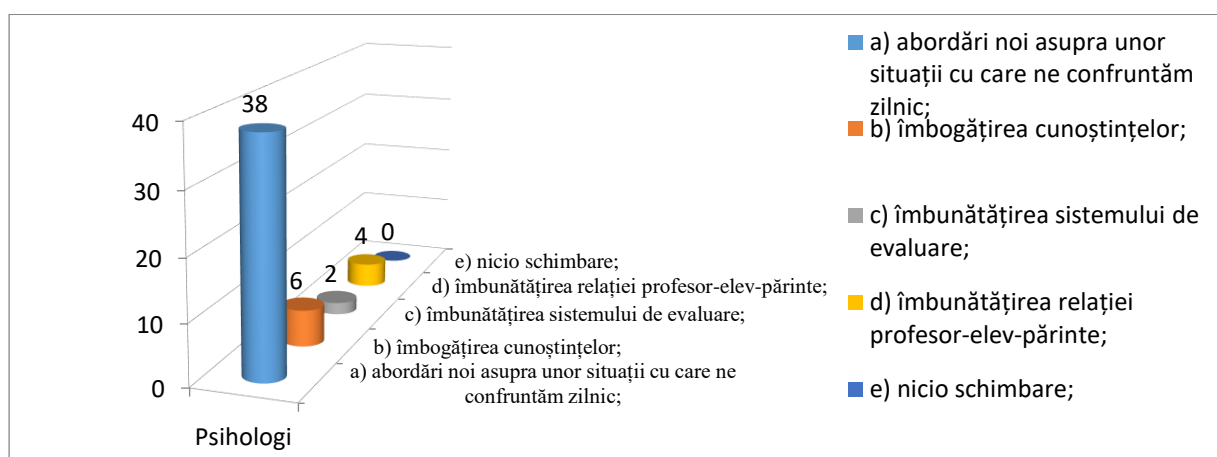 38
40
30
20
10
0
6
2
4
0
e) nicio schimbare;
d) îmbunătățirea relației profesor-elev-părinte;
c) îmbunătățirea sistemului de evaluare;
b) îmbogățirea cunoștințelor;
a) abordări noi asupra unor situații cu care ne
confruntăm zilnic;
Psihologi
a) abordări noi asupra unor
situații cu care ne confruntăm
zilnic;
b) îmbogățirea cunoștințelor;
c) îmbunătățirea sistemului de
evaluare;
d) îmbunătățirea relației
profesor-elev-părinte;
e) nicio schimbare;